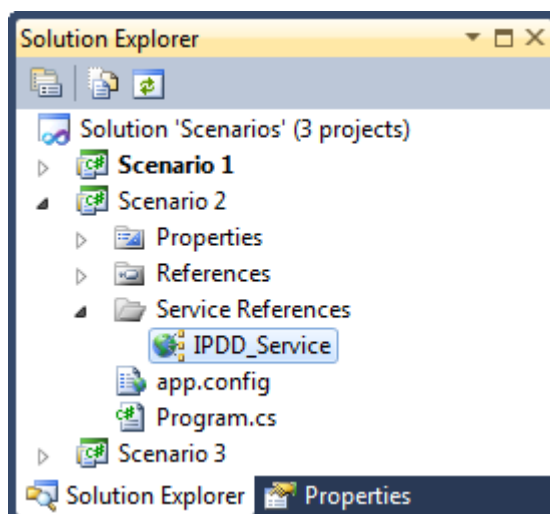 Solution Explorer
Solution 'Scenarios' (3 projects)
Scenario 1
Scenario 2
Properties
References
Service References
IPDD_Service
app.config
Program.cs
Scenario 3
Solution Explorer Properties